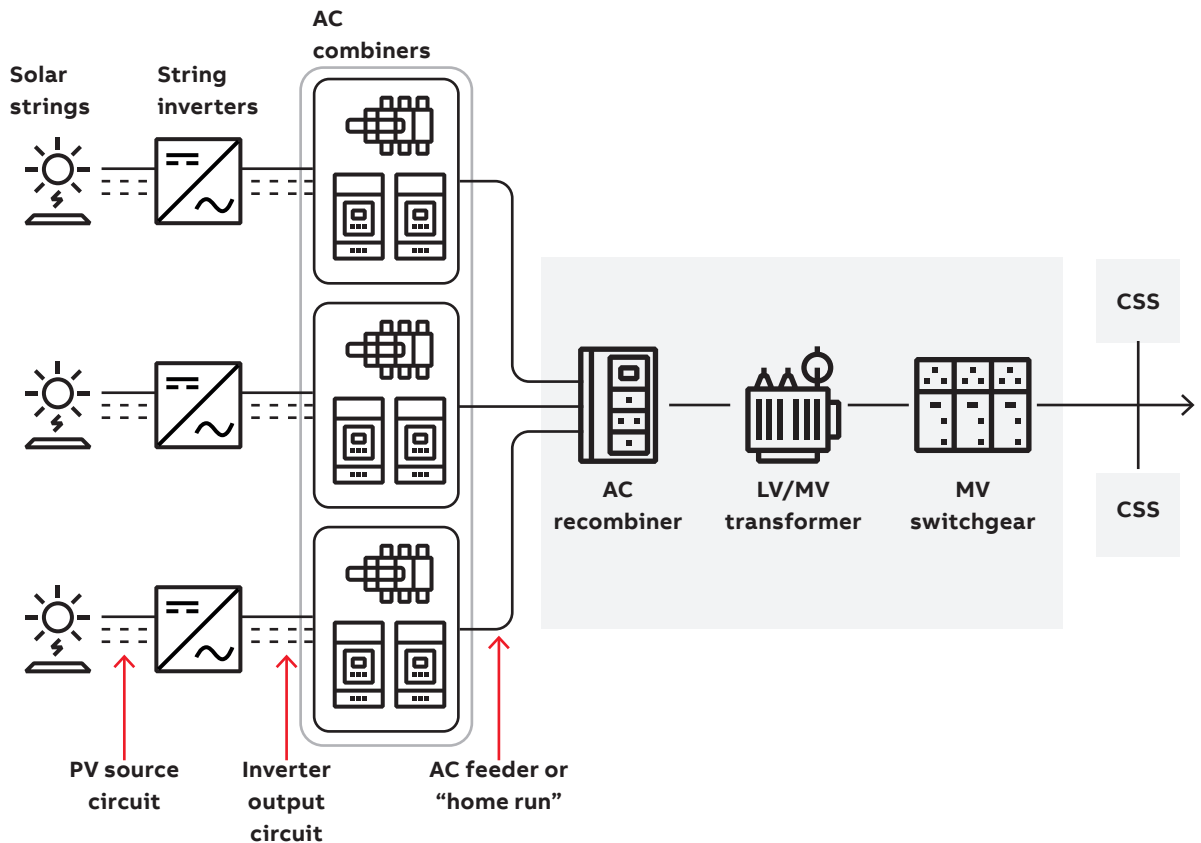 AC
combiners
Solar
strings
String
inverters
CSS
AC
recombiner
LV/MV
transformer
MV
switchgear
CSS
PV source
circuit
Inverter
output
circuit
AC feeder or
“home run”